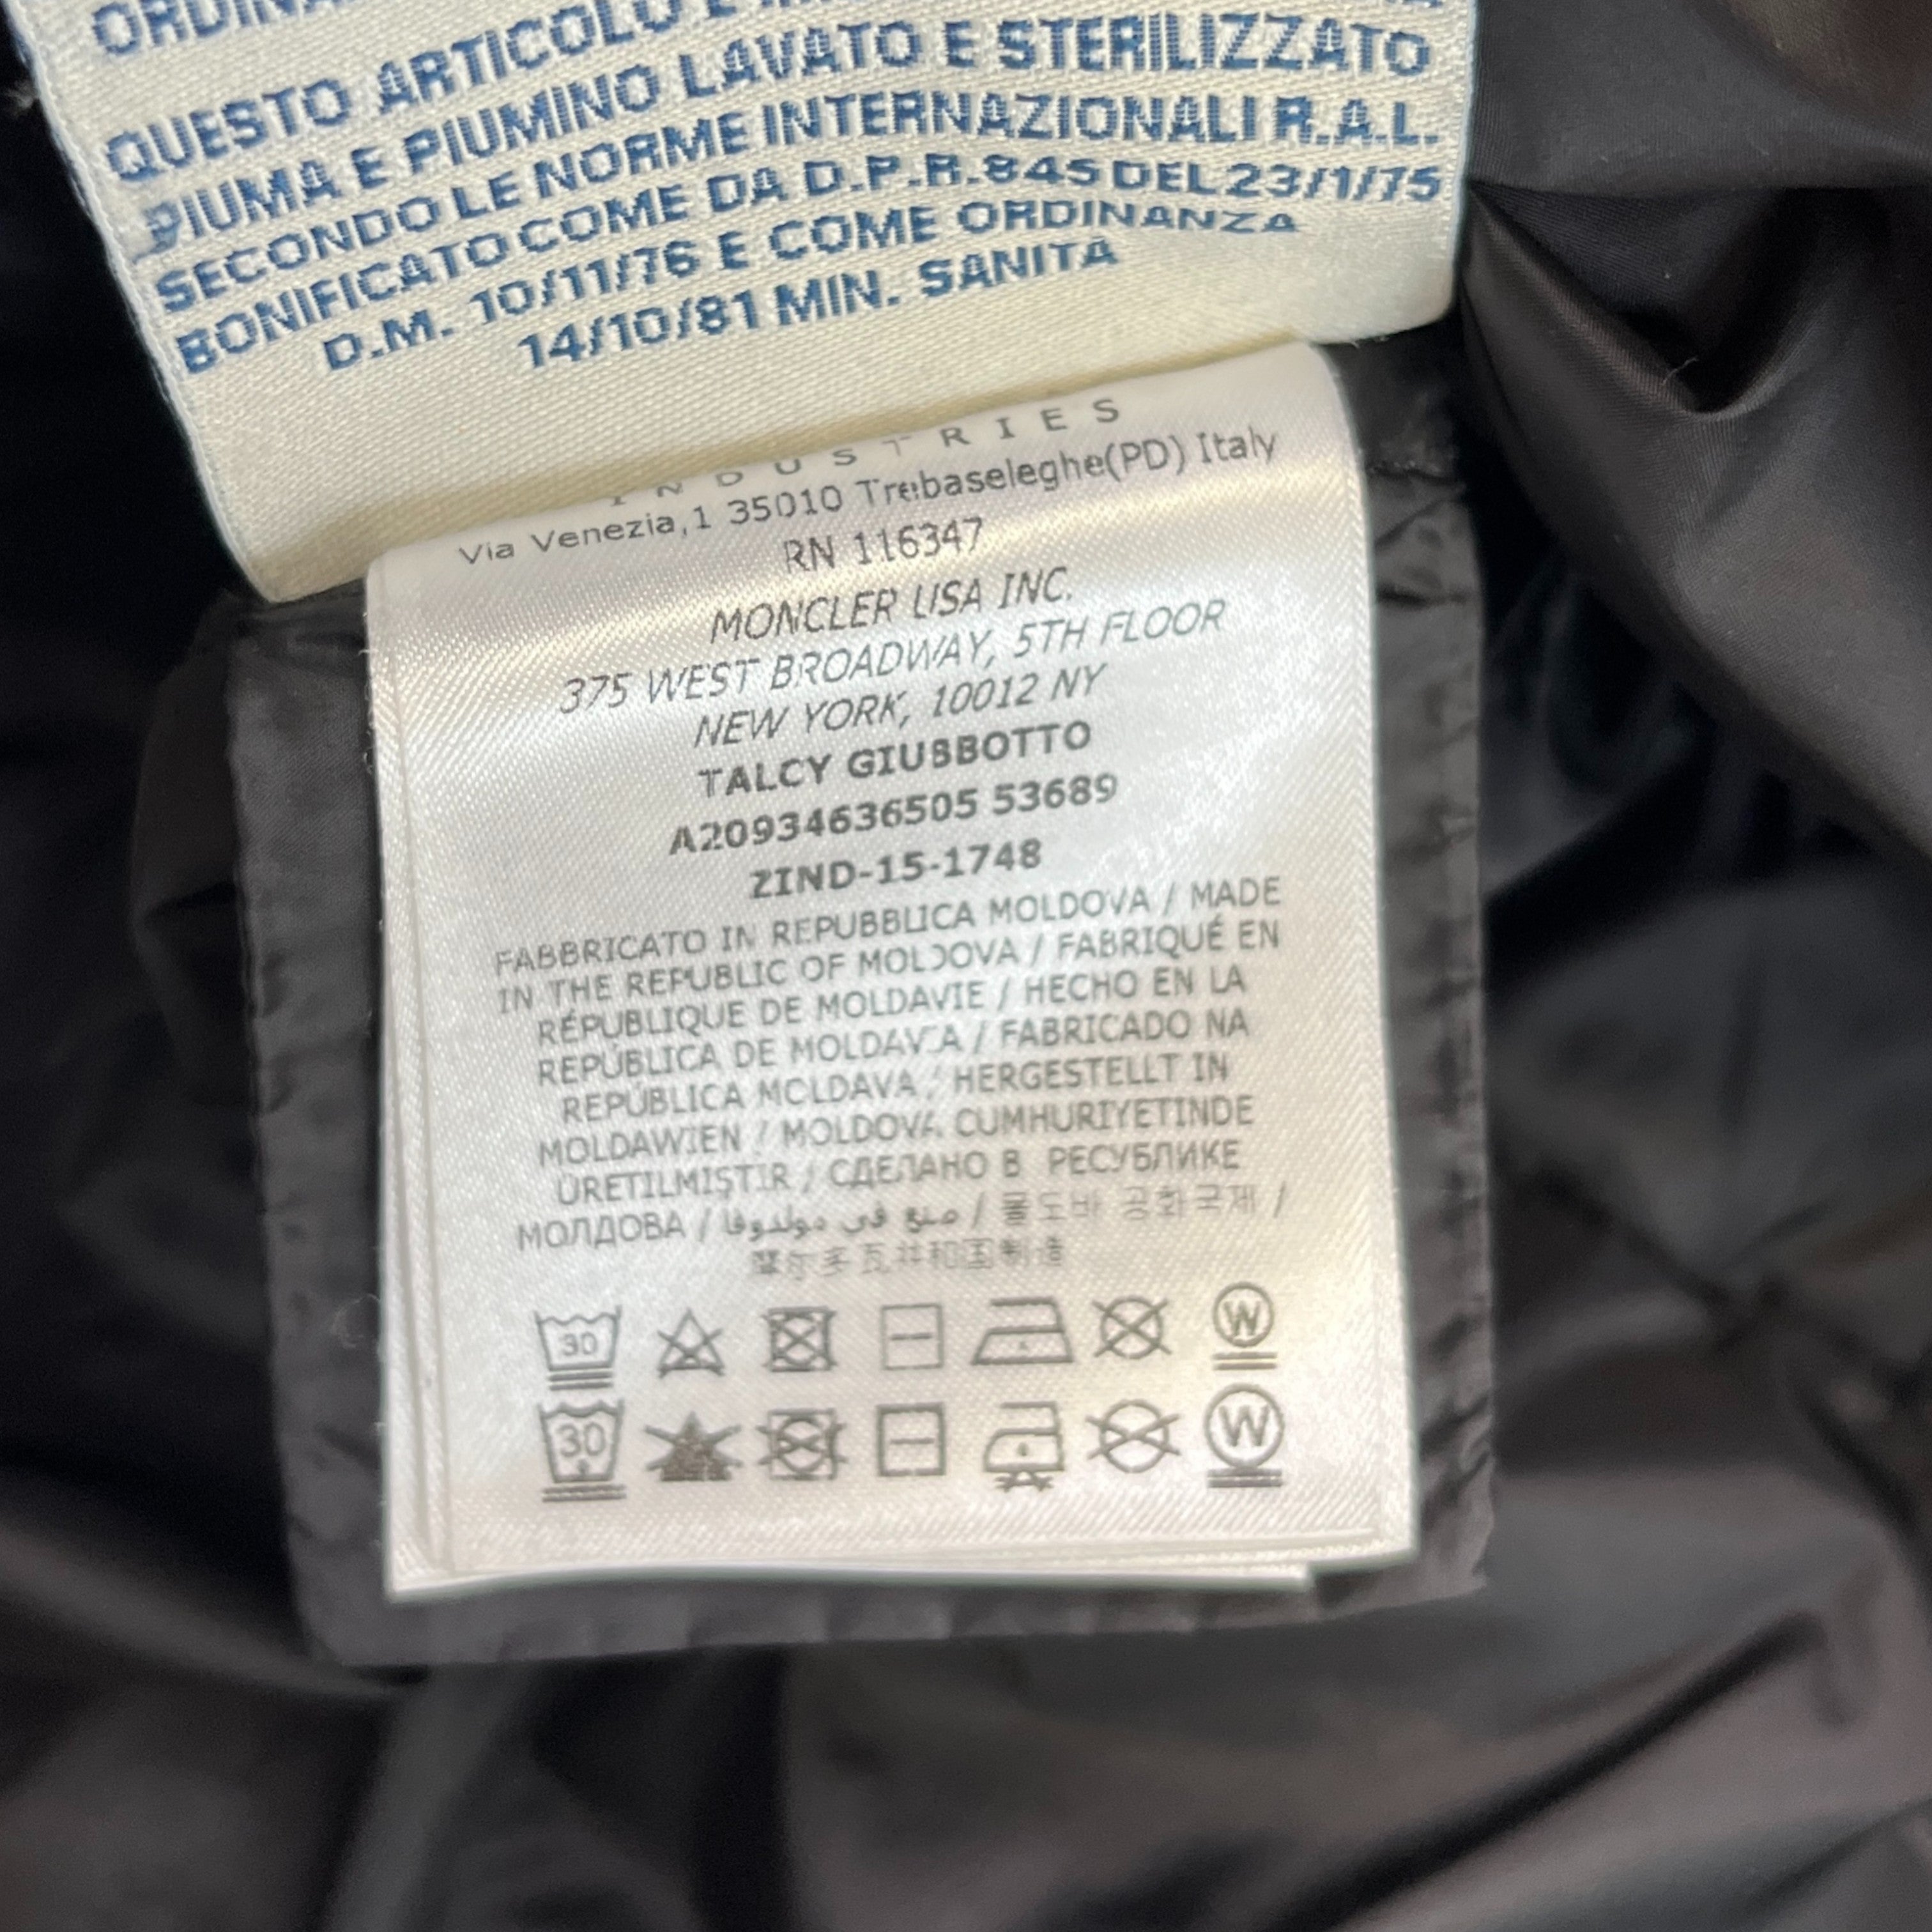 QUESTO ARTICOLO È
PIUMA E PIUMINO LAVATO E STERILIZZATO
SECONDO LE NORME INTERNAZIONALI R.A.L.
BONIFICATO COME DA D.P.R.845 DEL 23/1/75
D.M. 10/11/76 E COME ORDINANZA
14/10/81 MIN. SANITÀ
INDUSTRIES
Via Venezia,1 35010 Trebaseleghe(PD) Italy
RN 116347
MONCLER USA INC.
375 WEST BROADWAY, 5TH FLOOR
NEW YORK, 10012 NY
TALCY GIUBBOTTO
A20934636505 53689
ZIND-15-1748
FABBRICATO IN REPUBBLICA MOLDOVA / MADE
IN THE REPUBLIC OF MOLDOVA / FABRIQUÉ EN
RÉPUBLIQUE DE MOLDAVIE / HECHO EN LA
REPÚBLICA DE MOLDAVIA / FABRICADO NA
REPÚBLICA MOLDAVA / HERGESTELLT IN
MOLDAWIEN / MOLDOVA CUMHURIYETINDE
ÜRETILMIŞTIR / СДЕЛАНО В РЕСУБЛИКЕ
МОЛДОВА / صنع في مولدوفا / 몰도바 공화국제 /
摩尔多瓦共和国制造
30 W
30 W